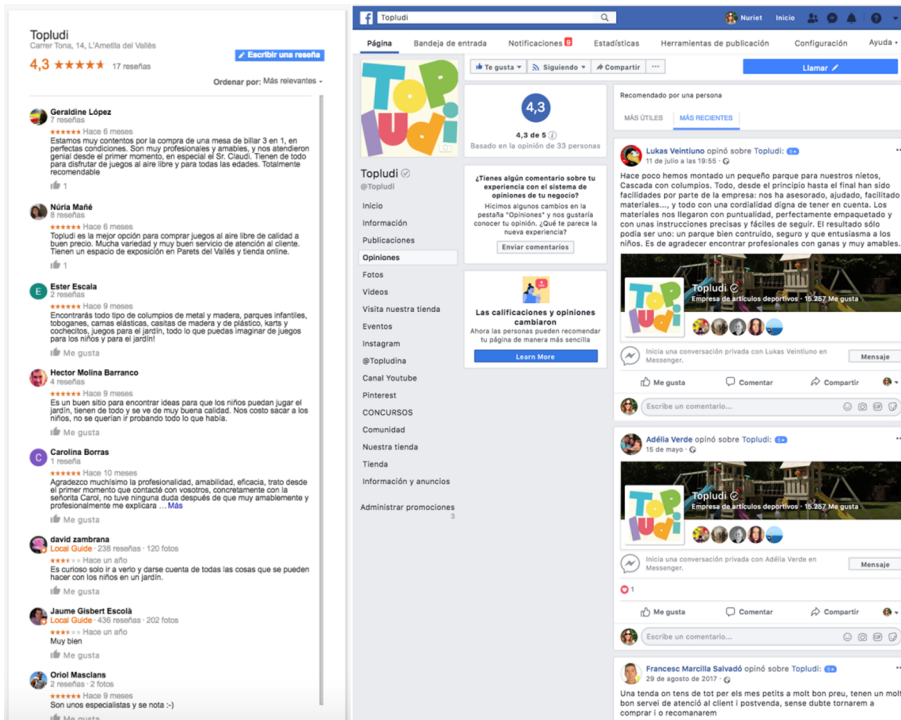 Topludi
Carrer Tona, 14, L'Ametlla del Vallès
4,3
17 reseñas
Escribir una reseña
Ordenar por: Más relevantes
Geraldine López
7 reseñas
Hace 6 meses
Estamos muy contentos por la compra de una mesa de billar 3 en 1, en
perfectas condiciones. Son muy profesionales y amables, y nos atendieron
genial desde el primer momento, en especial el Sr. Claudi. Tienen de todo
para disfrutar de juegos al aire libre y para todas las edades. Totalmente
recomendable
1
Núria Mañé
8 reseñas
Hace 6 meses
Topludi es la mejor opción para comprar juegos al aire libre de calidad a
buen precio. Mucha variedad y muy buen servicio de atención al cliente.
Tienen un espacio de exposición en Parets del Vallès y tienda online.
1
E
Ester Escala
2 reseñas
Hace 9 meses
Encontrarás todo tipo de columpios de metal y madera, parques infantiles,
toboganes, camas elásticas, casitas de madera y de plástico, karts y
cochecitos, juegos para el jardín, todo lo que puedas imaginar de juegos
para los niños y para el jardín!
Me gusta
Hector Molina Barranco
4 reseñas
Hace 9 meses
Es un buen sitio para encontrar ideas para que los niños puedan jugar el
jardín, tienen de todo y se ve de muy buena calidad. Nos costo sacar a los
niños, no se querían ir probando todo lo que había.
Me gusta
C
Carolina Borras
1 reseña
Hace 10 meses
Agradezco muchísimo la profesionalidad, amabilidad, eficacia, trato desde
el primer momento que contacté con vosotros, concretamente con la
señorita Carol, no tuve ninguna duda después de que muy amablemente y
profesionalmente me explicara ... Más
Me gusta
david zambrana
Local Guide · 238 reseñas · 120 fotos
Hace un año
Es curioso solo ir a verlo y darse cuenta de todas las cosas que se pueden
hacer con los niños en un jardín.
Me gusta
Jaume Gisbert Escolà
Local Guide · 436 reseñas · 202 fotos
Hace un año
Muy bien
Me gusta
Oriol Masclans
2 reseñas · 2 fotos
Hace 9 meses
Son unos especialistas y se nota :-)
Me gusta
f
Topludi
Nuriet
Inicio
Página
Bandeja de entrada
Notificaciones
Estadísticas
Herramientas de publicación
Configuración
Ayuda
TOP
ludi
Te gusta
Siguiendo
Compartir
Llamar
Topludi
@Topludi
Inicio
Información
Publicaciones
Opiniones
Fotos
Videos
Visita nuestra tienda
Eventos
Instagram
@Topludina
Canal Youtube
Pinterest
CONCURSOS
Comunidad
Nuestra tienda
Tienda
Información y anuncios
Administrar promociones
3
4,3
4,3 de 5
Basado en la opinión de 33 personas
¿Tienes algún comentario sobre tu
experiencia con el sistema de
opiniones de tu negocio?
Hicimos algunos cambios en la
pestaña "Opiniones" y nos gustaría
conocer tu opinión. ¿Qué te parece la
nueva experiencia?
Enviar comentarios
Las calificaciones y opiniones
cambiaron
Ahora las personas pueden recomendar
tu página de manera más sencilla
Learn More
Recomendado por una persona
MÁS ÚTILES
MÁS RECIENTES
Lukas Veintiuno opinó sobre Topludi:
11 de julio a las 19:55
Hace poco hemos montado un pequeño parque para nuestros nietos,
Cascada con columpios. Todo, desde el principio hasta el final han sido
facilidades por parte de la empresa: nos ha asesorado, ajudado, facilitado
materiales..., y todo con una cordialidad digna de tener en cuenta. Los
materiales nos llegaron con puntualidad, perfectamente empaquetado y
con unas instrucciones precisas y fáciles de seguir. El resultado sólo
podía ser uno: un parque bien contruido, seguro y que entusiasma a los
niños. Es de agradecer encontrar profesionales con ganas y muy amables.
TOP
ludi
Topludi
Empresa de artículos deportivos · 15.257 Me gusta
Inicia una conversación privada con Lukas Veintiuno en
Messenger.
Mensaje
Me gusta
Comentar
Compartir
Escribe un comentario...
Adélia Verde opinó sobre Topludi:
15 de mayo
TOP
ludi
Topludi
Empresa de artículos deportivos · 15.257 Me gusta
Inicia una conversación privada con Adélia Verde en
Messenger.
Mensaje
1
Me gusta
Comentar
Compartir
Escribe un comentario...
Francesc Marcilla Salvadó opinó sobre Topludi:
29 de agosto de 2017
Una tenda on tens de tot per els mes petits a molt bon preu, tenen un molt
bon servei de atenció al client i postvenda, sense dubte tornarem a
comprar i o recomanarem